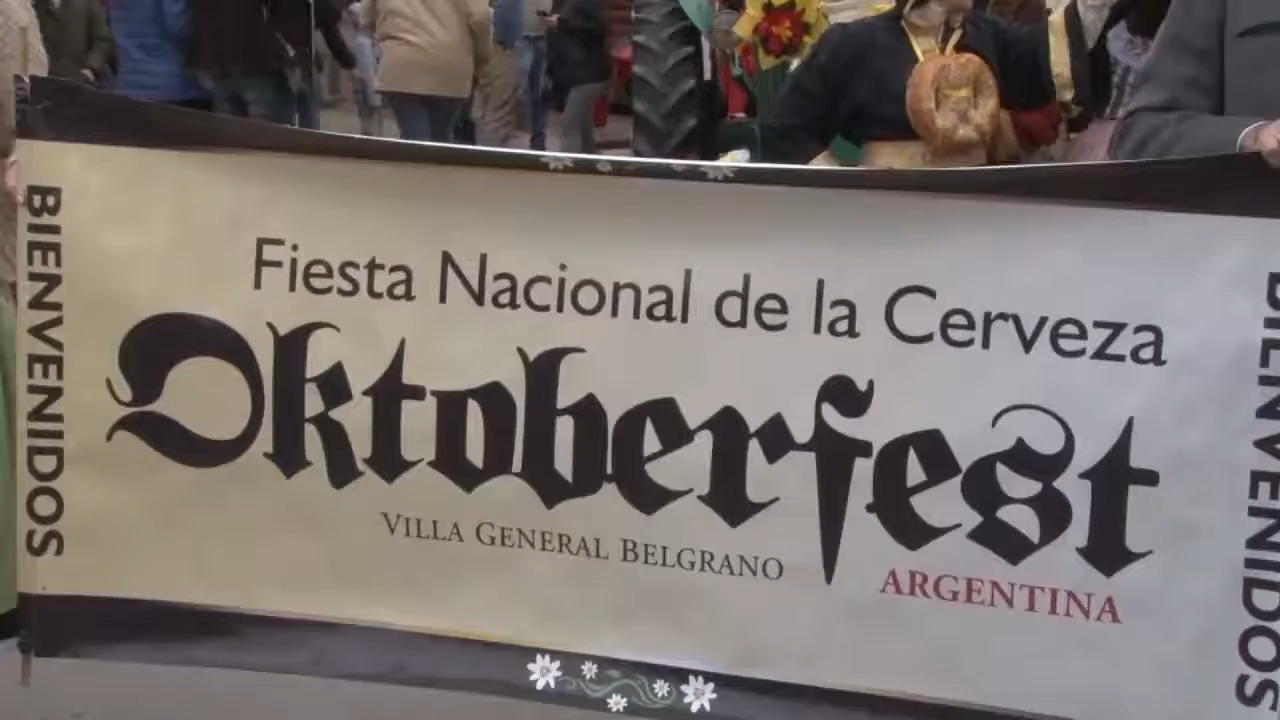 BIENVENIDOS
Fiesta Nacional de la Cerveza
Oktoberfest
VILLA GENERAL BELGRANO
ARGENTINA
BIENVENIDOS